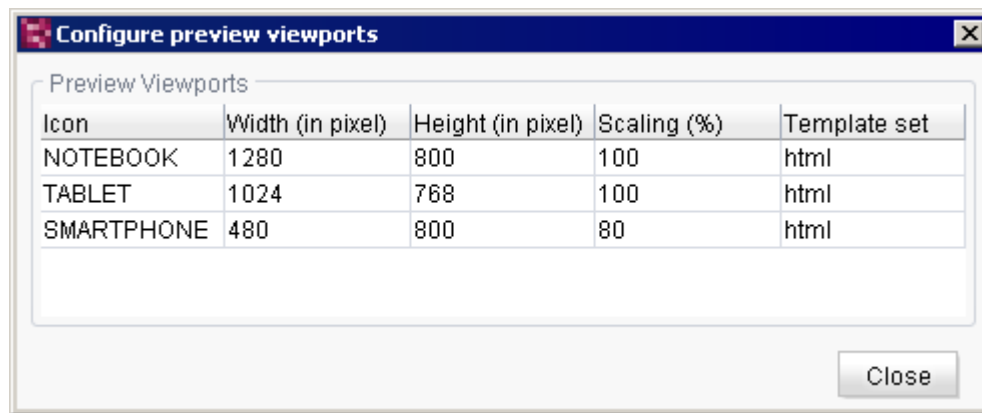 Configure preview viewports
Preview Viewports
Icon Width (in pixel) Height (in pixel) Scaling (%) Template set
NOTEBOOK 1280 800 100 html
TABLET 1024 768 100 html
SMARTPHONE 480 800 80 html
Close